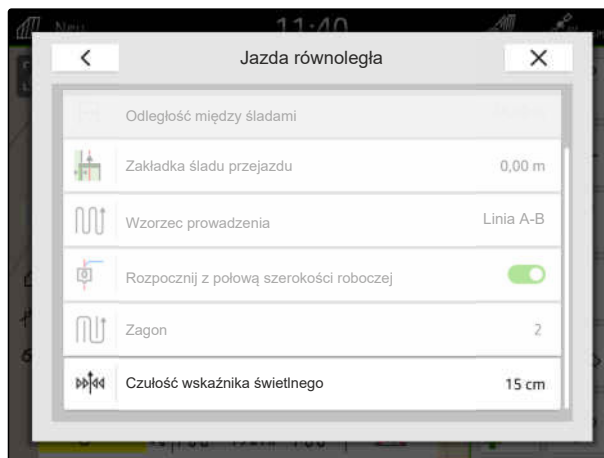 Neu
11:40
Jazda równoległa
Odległość między śladami
Zakładka śladu przejazdu 0,00 m
Wzorzec prowadzenia Linia A-B
Rozpocznij z połową szerokości roboczej
Zagon 2
Czułość wskaźnika świetlnego 15 cm